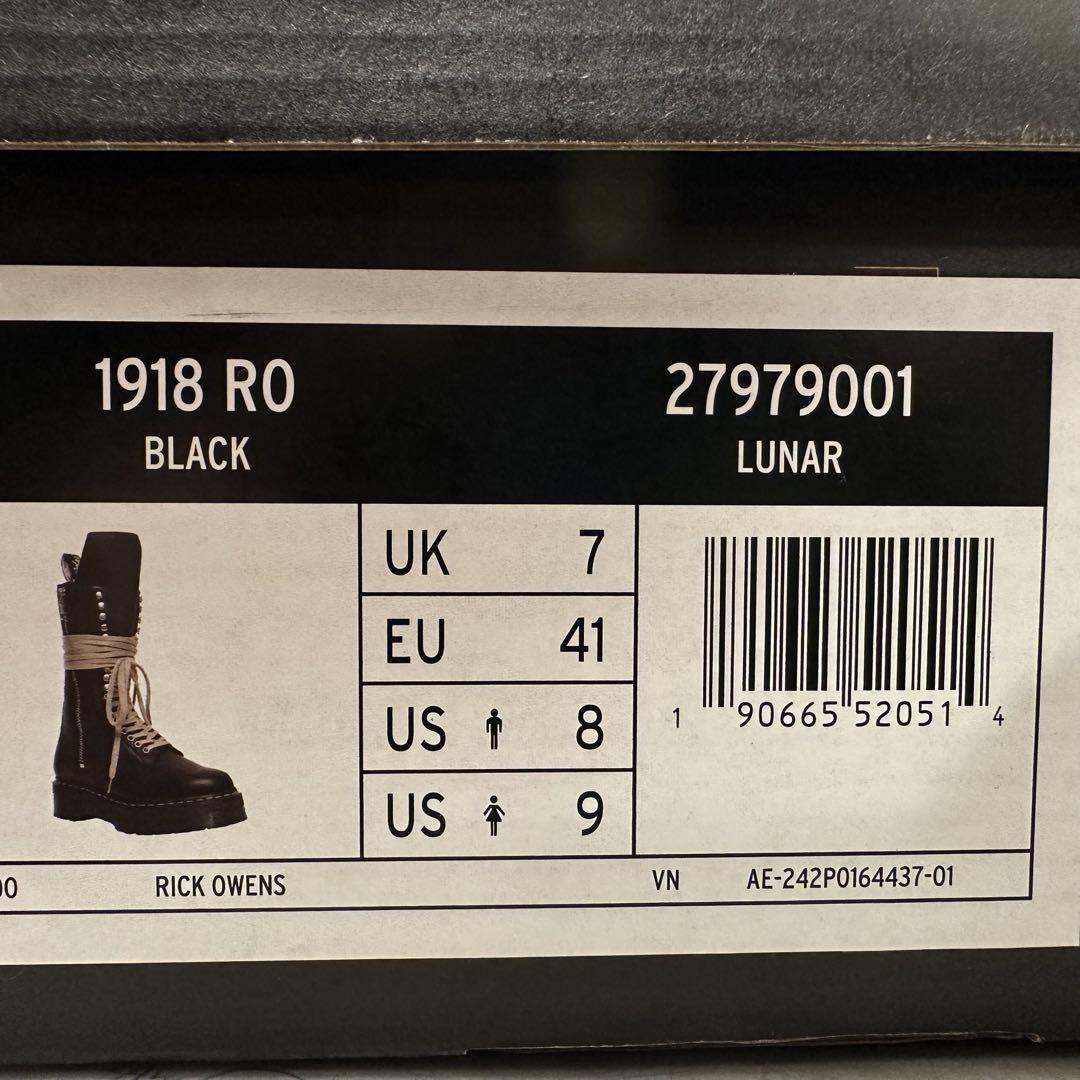 1918 RO
BLACK
27979001
LUNAR
UK 7
EU 41
US 8
US 9
1 90665 52051 4
RICK OWENS
VN
AE-242P0164437-01